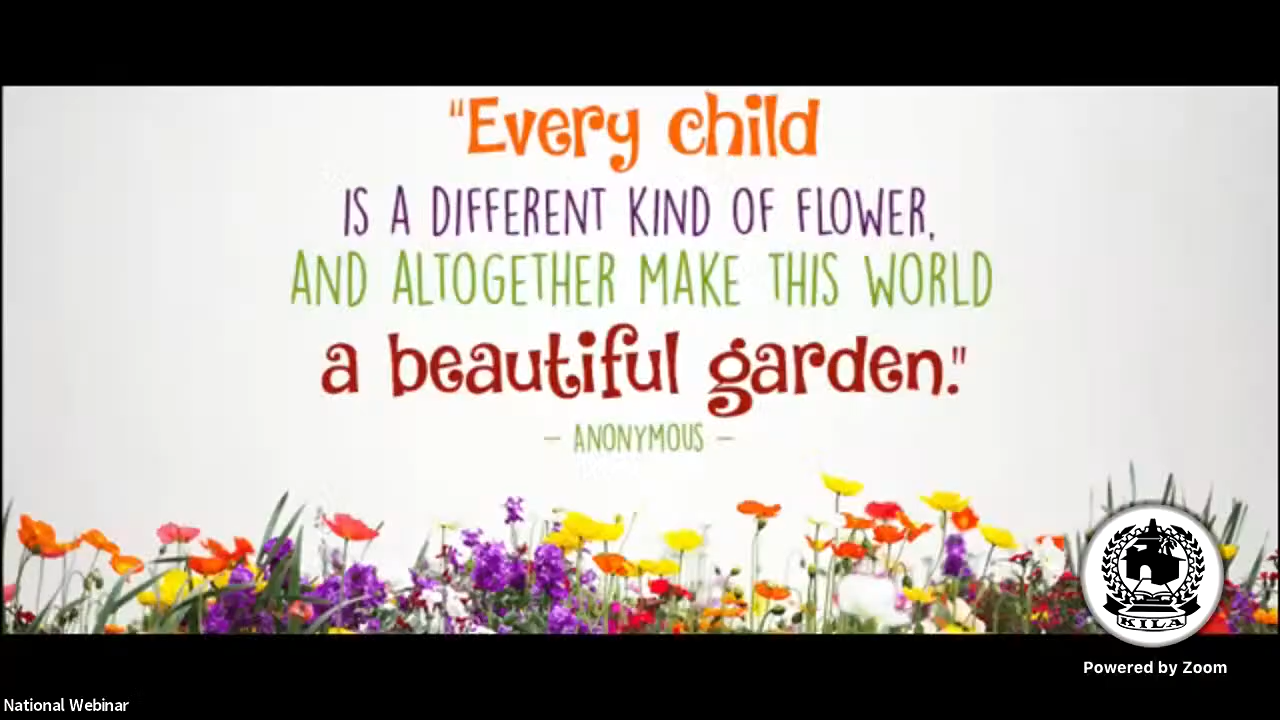 "Every child
IS A DIFFERENT KIND OF FLOWER,
AND ALTOGETHER MAKE THIS WORLD
a beautiful garden."
– ANONYMOUS –
KILA
Powered by Zoom
National Webinar